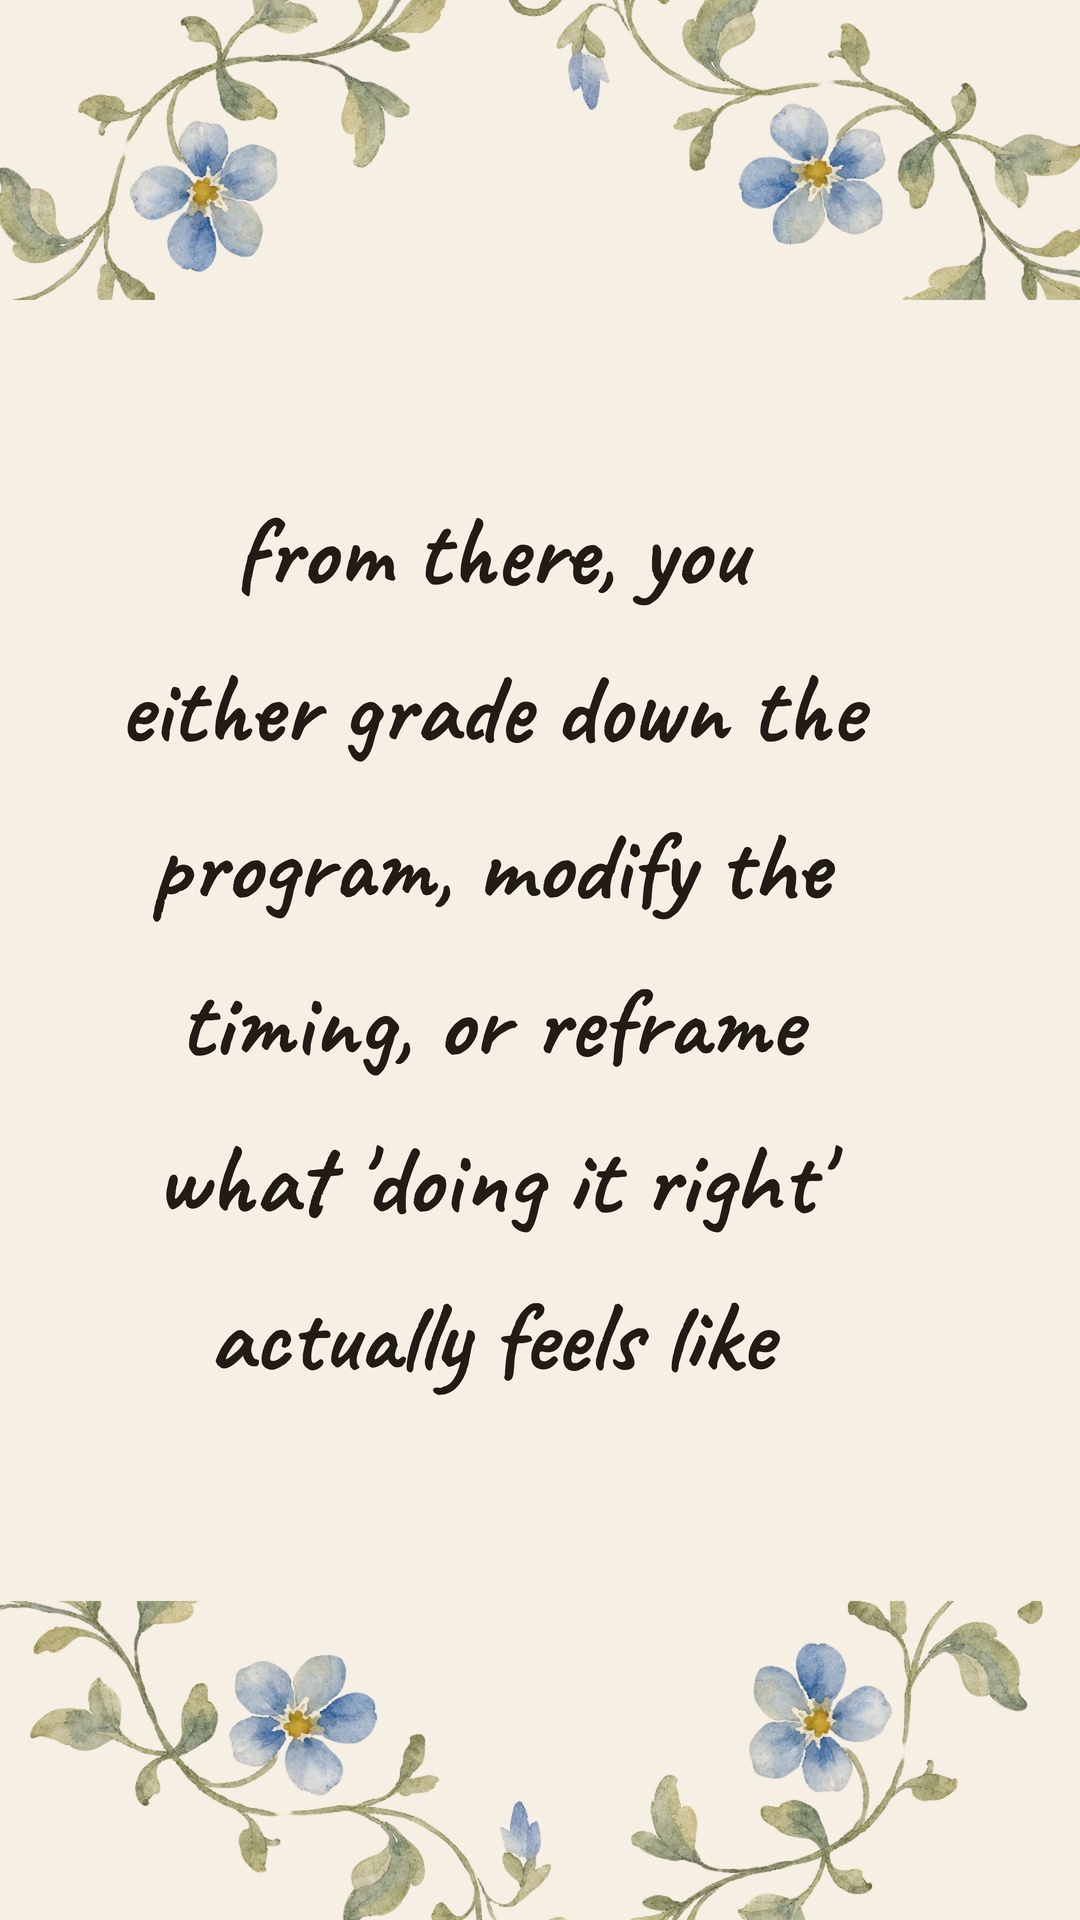 from there, you
either grade down the
program, modify the
timing, or reframe
what 'doing it right'
actually feels like